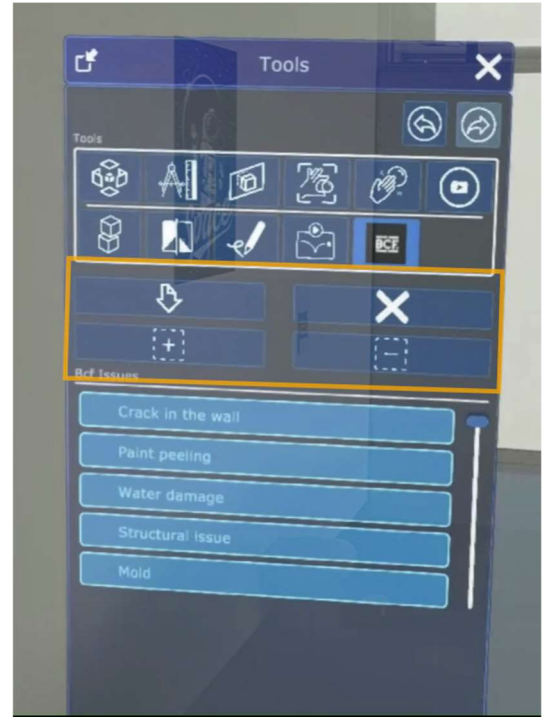 Tools
Tools
BCF
Bcf Issues
Crack in the wall
Paint peeling
Water damage
Structural issue
Mold